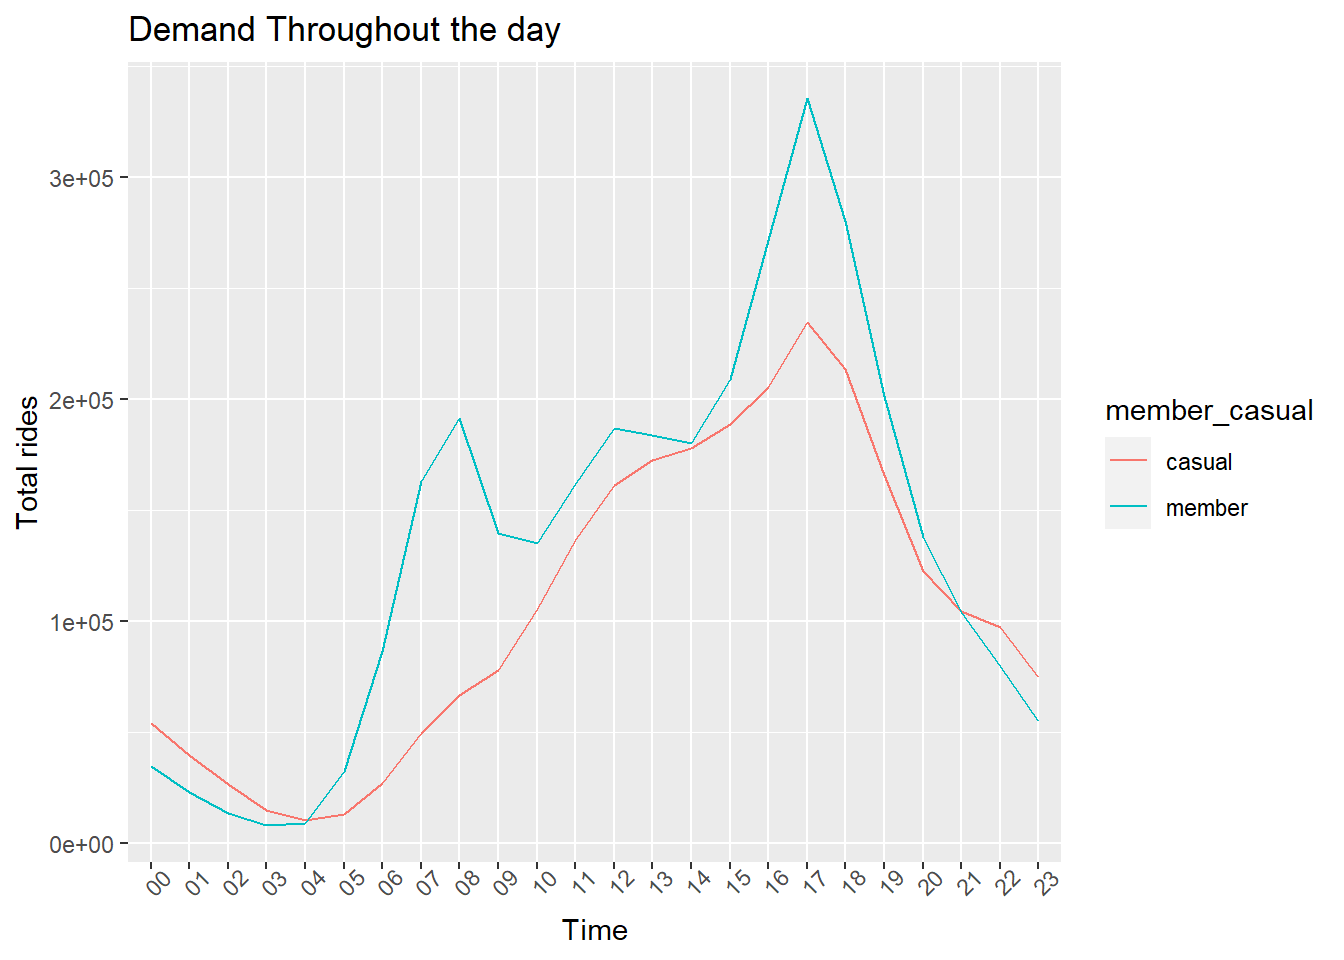 Demand Throughout the day
3e+05
2e+05
1e+05
0e+00
Total rides
00 01 02 03 04 05 06 07 08 09 10 11 12 13 14 15 16 17 18 19 20 21 22 23
Time
member_casual
casual
member